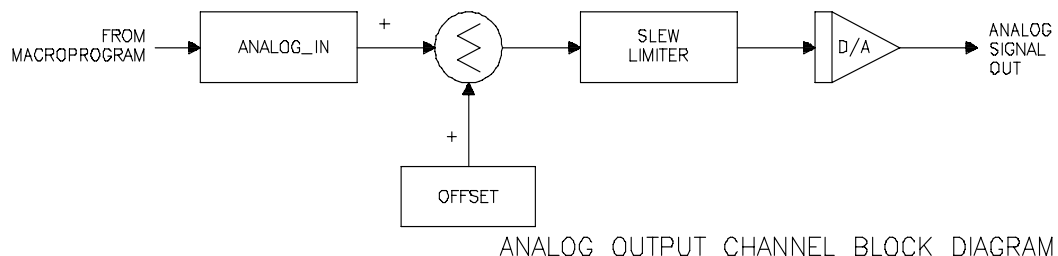 FROM
MACROPROGRAM
ANALOG_IN
+
+
OFFSET
SLEW
LIMITER
D/A
ANALOG
SIGNAL
OUT
ANALOG OUTPUT CHANNEL BLOCK DIAGRAM